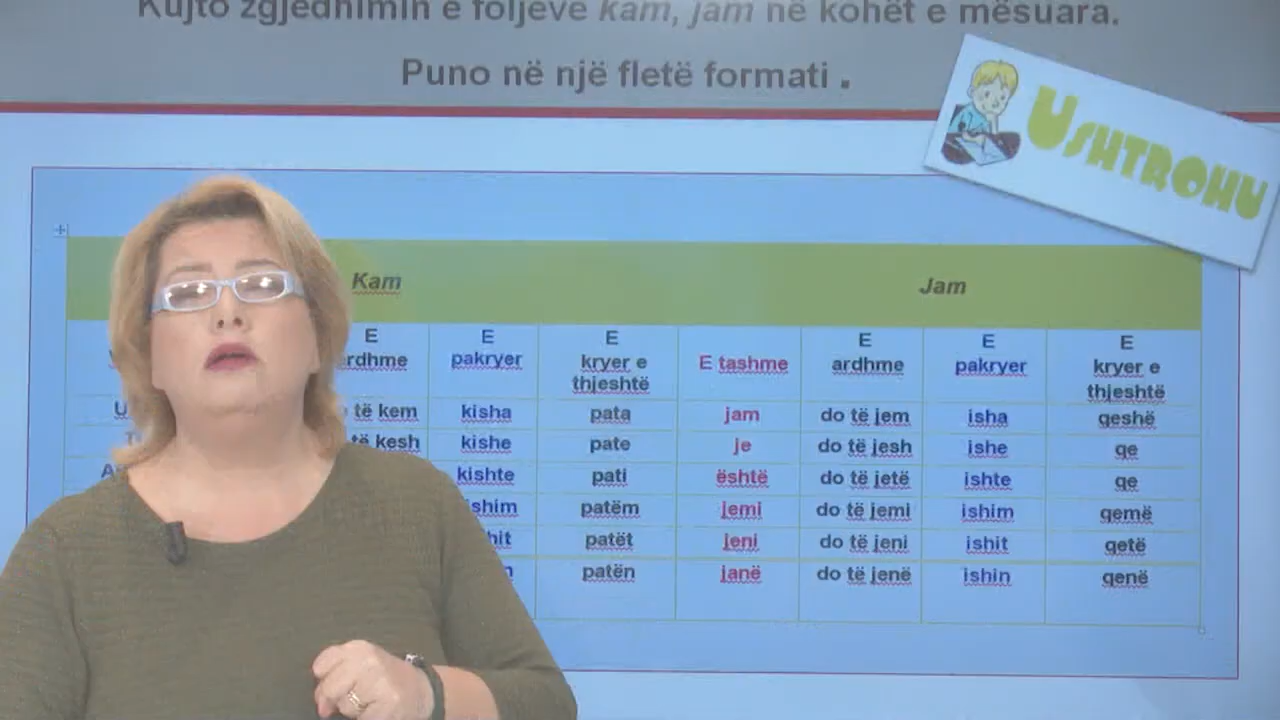 Kujto zgjedhimin e foljeve kam, jam në kohët e mësuara.
Puno në një fletë formati .
USHTROHU
Kam Jam
E E E E E E
pakryer kryer e thjeshtë E tashme ardhme pakryer kryer e thjeshtë
të kem kisha pata jam do të jem isha qeshë
të kesh kishe pate je do të jesh ishe qe
kishte pati është do të jetë ishte qe
patëm jemi do të jemi ishim qemë
patët jeni do të jeni ishit qetë
patën janë do të jenë ishin qenë